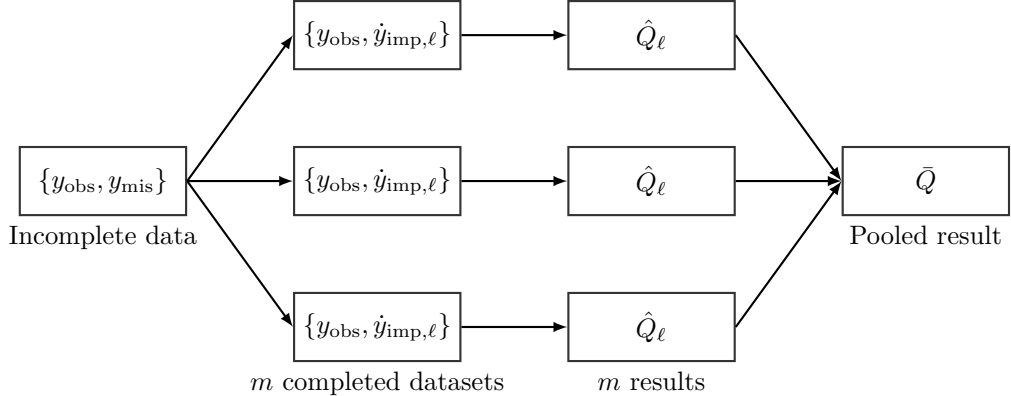 {y_obs, ẏ_imp,ℓ}
Q̂_ℓ
{y_obs, y_mis}
{y_obs, ẏ_imp,ℓ}
Q̂_ℓ
Q̄
Incomplete data
Pooled result
{y_obs, ẏ_imp,ℓ}
Q̂_ℓ
m completed datasets
m results